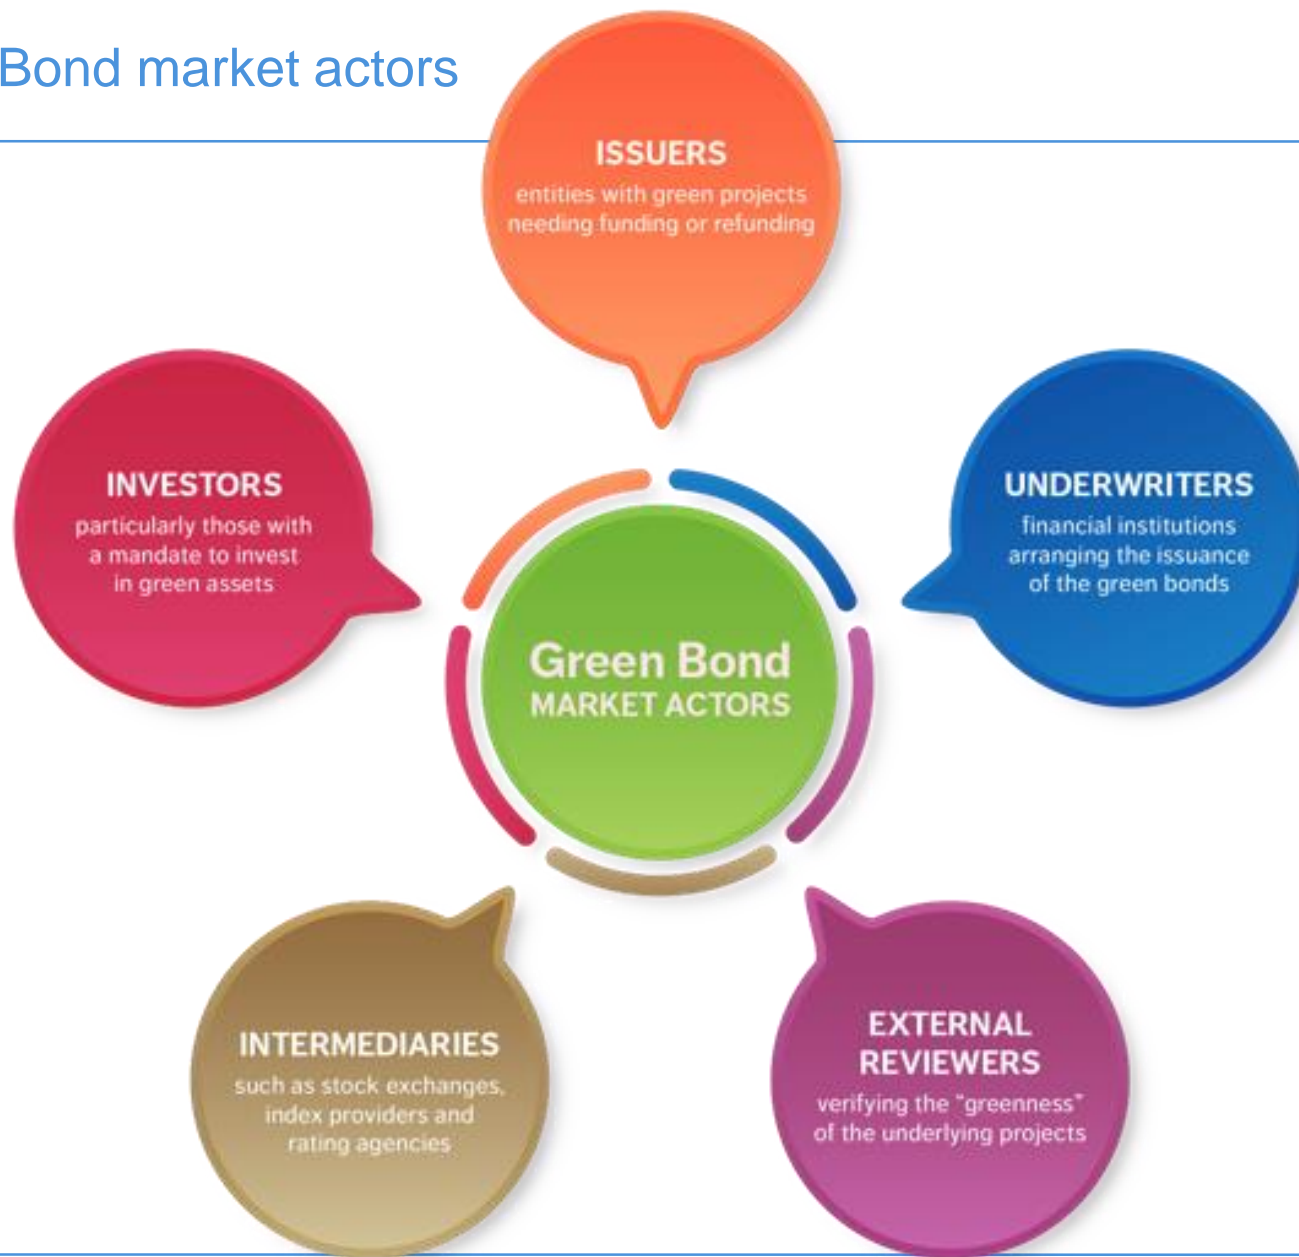 Bond market actors
ISSUERS
entities with green projects
needing funding or refunding
INVESTORS
particularly those with
a mandate to invest
in green assets
UNDERWRITERS
financial institutions
arranging the issuance
of the green bonds
Green Bond
MARKET ACTORS
INTERMEDIARIES
such as stock exchanges,
index providers and
rating agencies
EXTERNAL
REVIEWERS
verifying the “greenness”
of the underlying projects